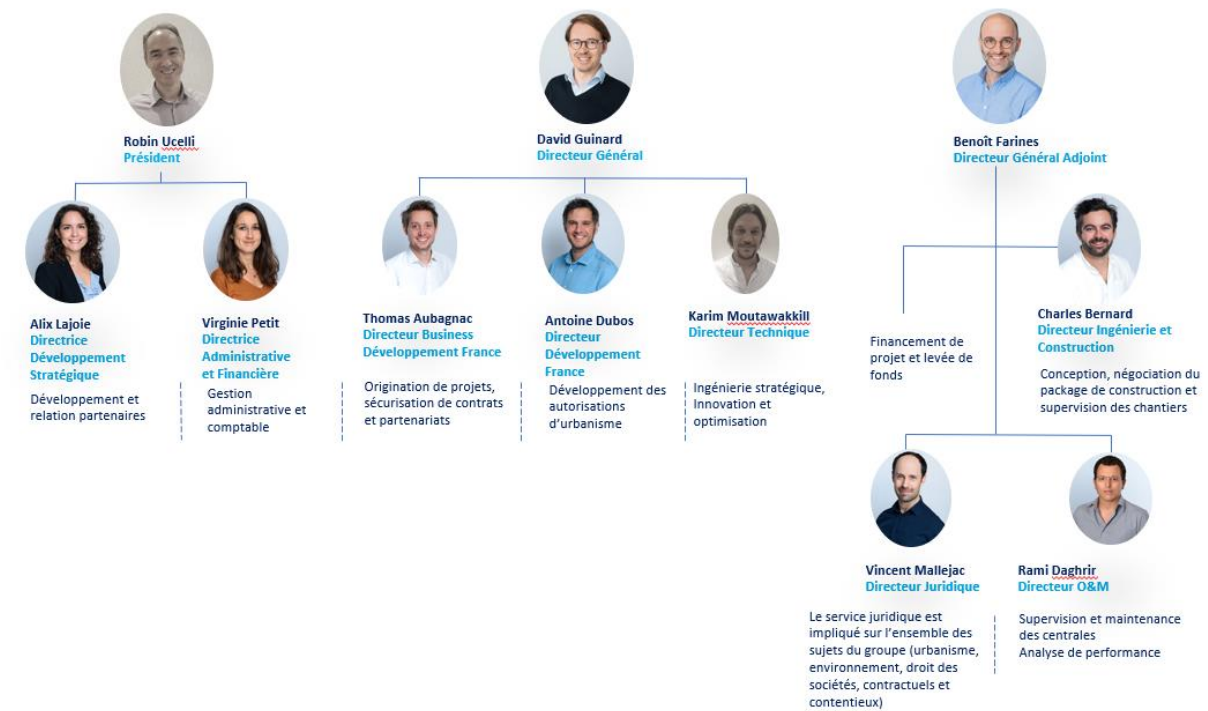 Robin Ucelli
Président
David Guinard
Directeur Général
Benoît Farines
Directeur Général Adjoint
Alix Lajoie
Directrice
Développement
Stratégique
Développement et
relation partenaires
Virginie Petit
Directrice
Administrative
et Financière
Gestion
administrative et
comptable
Thomas Aubagnac
Directeur Business
Développement France
Origination de projets,
sécurisation de contrats
et partenariats
Antoine Dubos
Directeur
Développement
France
Développement des
autorisations
d'urbanisme
Karim Moutawakkill
Directeur Technique
Ingénierie stratégique,
Innovation et
optimisation
Financement de
projet et levée de
fonds
Charles Bernard
Directeur Ingénierie et
Construction
Conception, négociation du
package de construction et
supervision des chantiers
Vincent Mallejac
Directeur Juridique
Le service juridique est
impliqué sur l'ensemble des
sujets du groupe (urbanisme,
environnement, droit des
sociétés, contractuels et
contentieux)
Rami Daghrir
Directeur O&M
Supervision et maintenance
des centrales
Analyse de performance